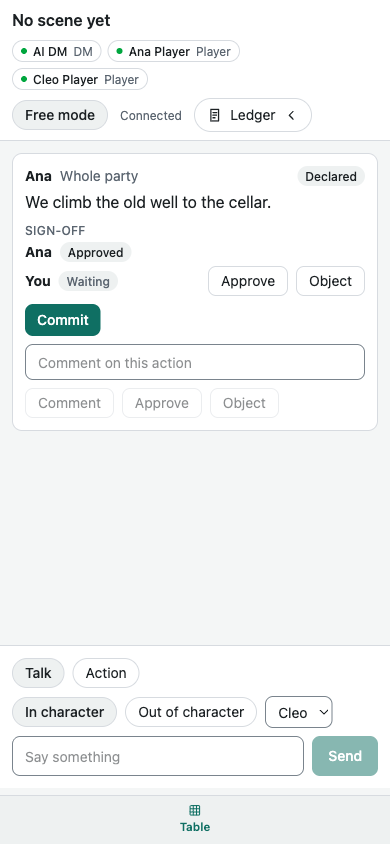 No scene yet
AI DM DM Ana Player Player
Cleo Player Player
Free mode Connected Ledger
Ana Whole party Declared
We climb the old well to the cellar.
SIGN-OFF
Ana Approved
You Waiting Approve Object
Commit
Comment on this action
Comment Approve Object
Talk Action
In character Out of character Cleo
Say something Send
Table